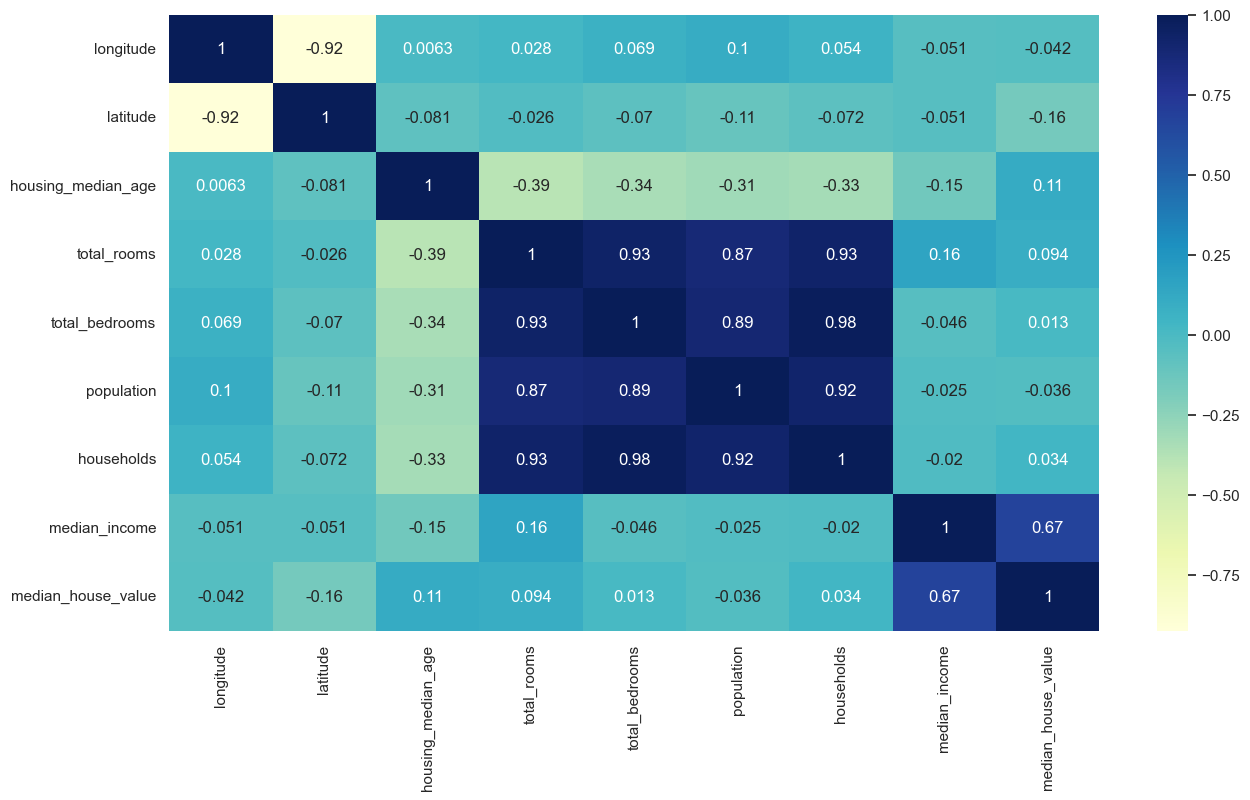 longitude 1 -0.92 0.0063 0.028 0.069 0.1 0.054 -0.051 -0.042
latitude -0.92 1 -0.081 -0.026 -0.07 -0.11 -0.072 -0.051 -0.16
housing_median_age 0.0063 -0.081 1 -0.39 -0.34 -0.31 -0.33 -0.15 0.11
total_rooms 0.028 -0.026 -0.39 1 0.93 0.87 0.93 0.16 0.094
total_bedrooms 0.069 -0.07 -0.34 0.93 1 0.89 0.98 -0.046 0.013
population 0.1 -0.11 -0.31 0.87 0.89 1 0.92 -0.025 -0.036
households 0.054 -0.072 -0.33 0.93 0.98 0.92 1 -0.02 0.034
median_income -0.051 -0.051 -0.15 0.16 -0.046 -0.025 -0.02 1 0.67
median_house_value -0.042 -0.16 0.11 0.094 0.013 -0.036 0.034 0.67 1
longitude
latitude
housing_median_age
total_rooms
total_bedrooms
population
households
median_income
median_house_value
1.00
0.75
0.50
0.25
0.00
-0.25
-0.50
-0.75